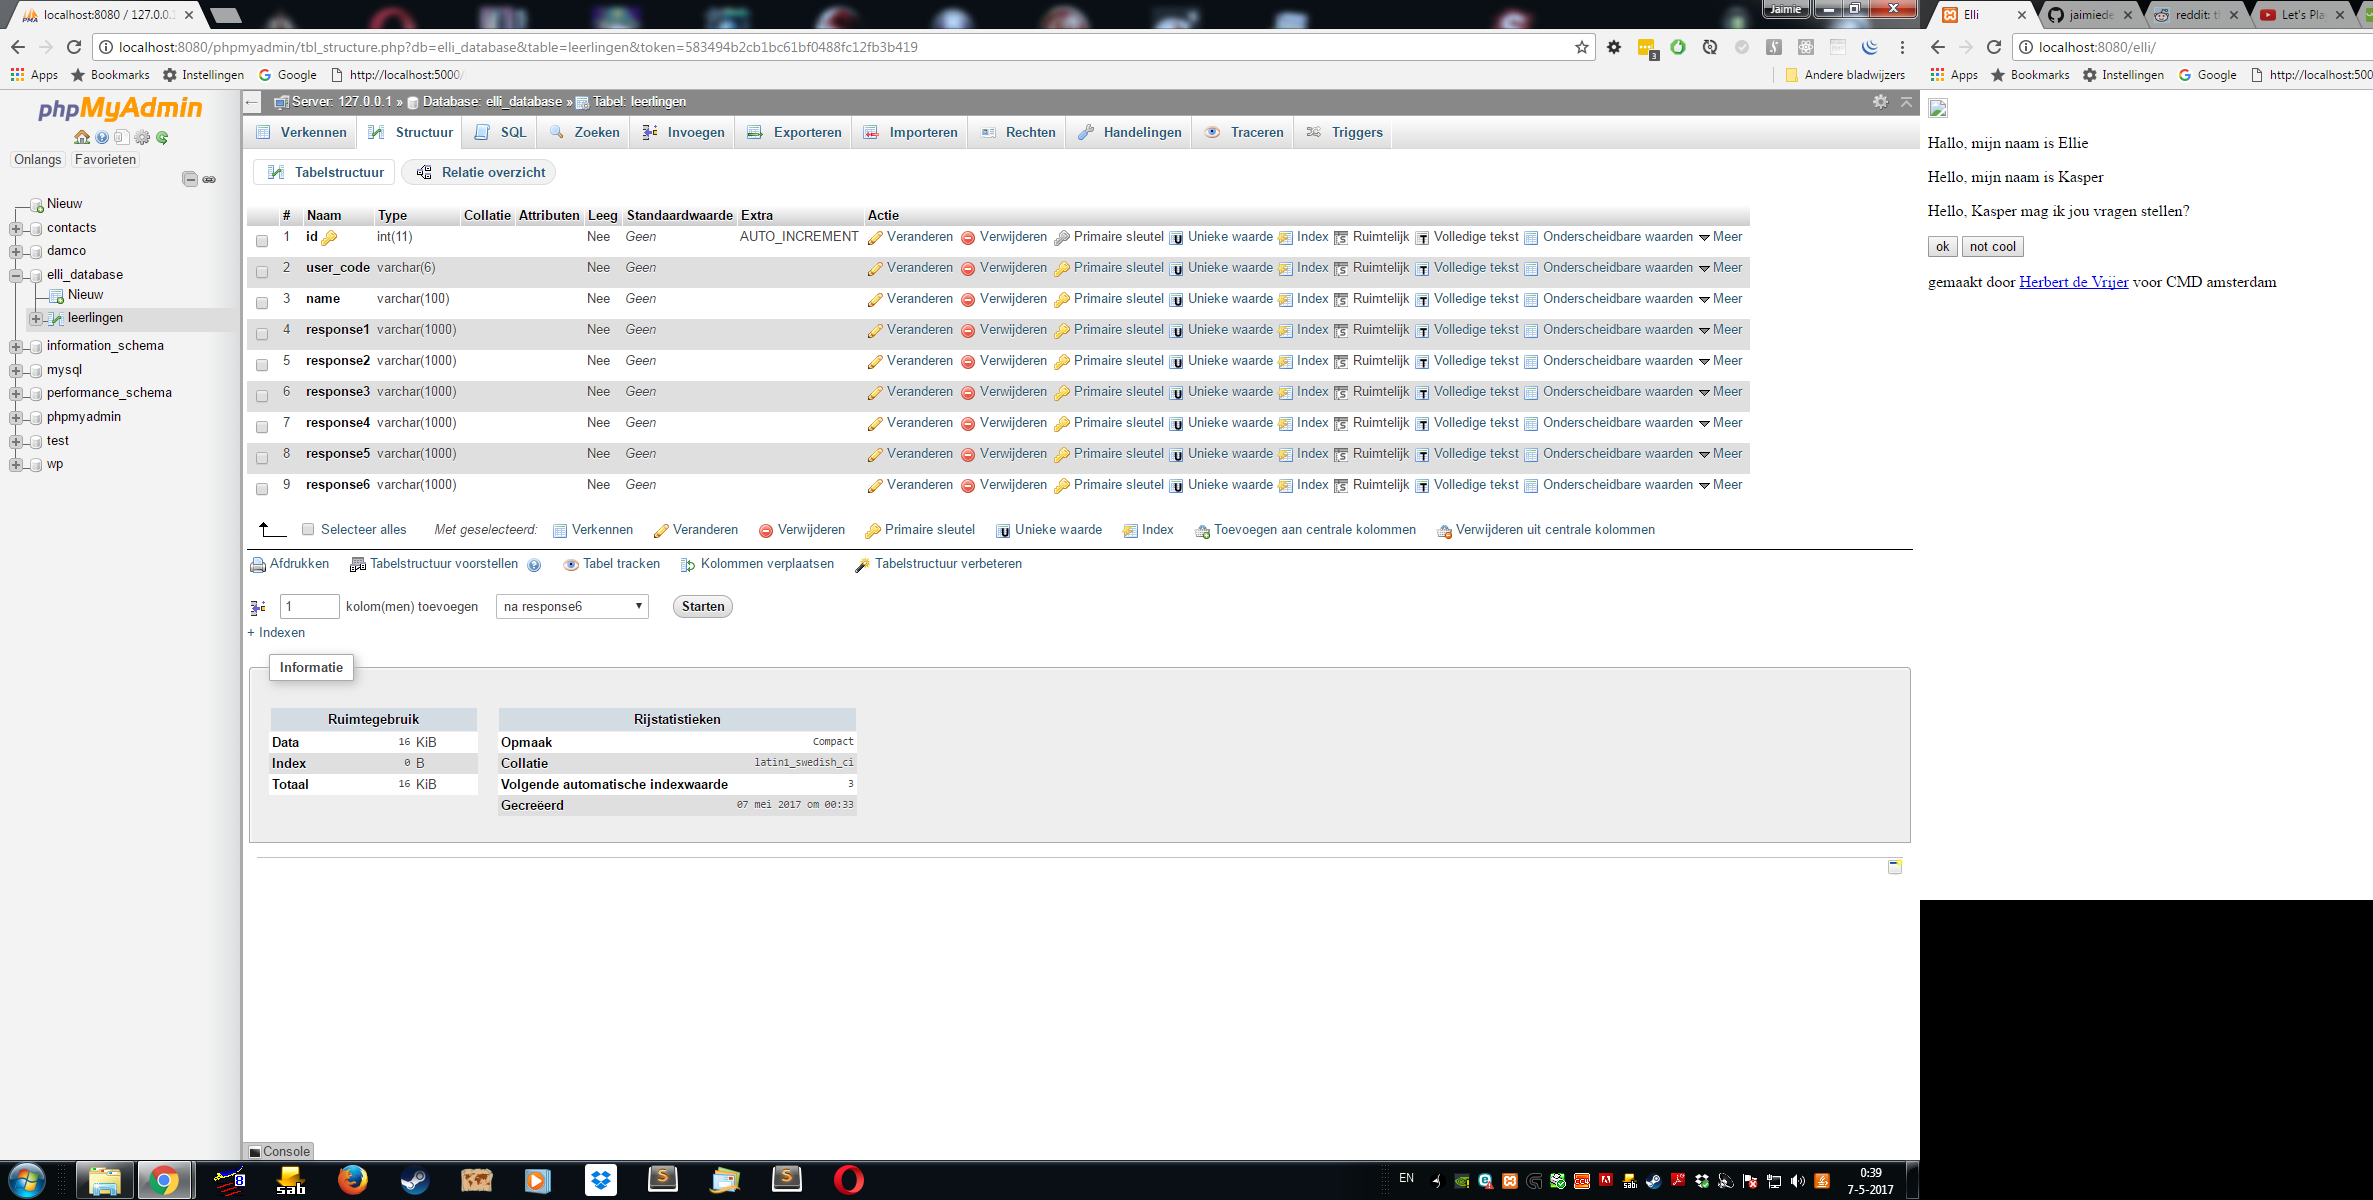 localhost:8080 / 127.0.0.1
Jaimie
Elli
jaimiede
reddit: t
Let's Pla
localhost:8080/phpmyadmin/tbl_structure.php?db=elli_database&table=leerlingen&token=583494b2cb1bc61bf0488fc12fb3b419
localhost:8080/elli/
Apps Bookmarks Instellingen Google http://localhost:5000/ Andere bladwijzers
Apps Bookmarks Instellingen Google http://localhost:500
phpMyAdmin
Onlangs Favorieten
Nieuw
contacts
damco
elli_database
Nieuw
leerlingen
information_schema
mysql
performance_schema
phpmyadmin
test
wp
Server: 127.0.0.1 » Database: elli_database » Tabel: leerlingen
Verkennen Structuur SQL Zoeken Invoegen Exporteren Importeren Rechten Handelingen Traceren Triggers
Tabelstructuur Relatie overzicht
# Naam Type Collatie Attributen Leeg Standaardwaarde Extra Actie
1 id int(11) Nee Geen AUTO_INCREMENT Veranderen Verwijderen Primaire sleutel Unieke waarde Index Ruimtelijk Volledige tekst Onderscheidbare waarden Meer
2 user_code varchar(6) Nee Geen Veranderen Verwijderen Primaire sleutel Unieke waarde Index Ruimtelijk Volledige tekst Onderscheidbare waarden Meer
3 name varchar(100) Nee Geen Veranderen Verwijderen Primaire sleutel Unieke waarde Index Ruimtelijk Volledige tekst Onderscheidbare waarden Meer
4 response1 varchar(1000) Nee Geen Veranderen Verwijderen Primaire sleutel Unieke waarde Index Ruimtelijk Volledige tekst Onderscheidbare waarden Meer
5 response2 varchar(1000) Nee Geen Veranderen Verwijderen Primaire sleutel Unieke waarde Index Ruimtelijk Volledige tekst Onderscheidbare waarden Meer
6 response3 varchar(1000) Nee Geen Veranderen Verwijderen Primaire sleutel Unieke waarde Index Ruimtelijk Volledige tekst Onderscheidbare waarden Meer
7 response4 varchar(1000) Nee Geen Veranderen Verwijderen Primaire sleutel Unieke waarde Index Ruimtelijk Volledige tekst Onderscheidbare waarden Meer
8 response5 varchar(1000) Nee Geen Veranderen Verwijderen Primaire sleutel Unieke waarde Index Ruimtelijk Volledige tekst Onderscheidbare waarden Meer
9 response6 varchar(1000) Nee Geen Veranderen Verwijderen Primaire sleutel Unieke waarde Index Ruimtelijk Volledige tekst Onderscheidbare waarden Meer
Selecteer alles Met geselecteerd: Verkennen Veranderen Verwijderen Primaire sleutel Unieke waarde Index Toevoegen aan centrale kolommen Verwijderen uit centrale kolommen
Afdrukken Tabelstructuur voorstellen Tabel tracken Kolommen verplaatsen Tabelstructuur verbeteren
1 kolom(men) toevoegen na response6 Starten
+ Indexen
Informatie
Ruimtegebruik
Data 16 KiB
Index 0 B
Totaal 16 KiB
Rijstatistieken
Opmaak Compact
Collatie latin1_swedish_ci
Volgende automatische indexwaarde 3
Gecreëerd 07 mei 2017 om 00:33
Console
Hallo, mijn naam is Ellie
Hello, mijn naam is Kasper
Hello, Kasper mag ik jou vragen stellen?
ok not cool
gemaakt door Herbert de Vrijer voor CMD amsterdam
EN
0:39
7-5-2017